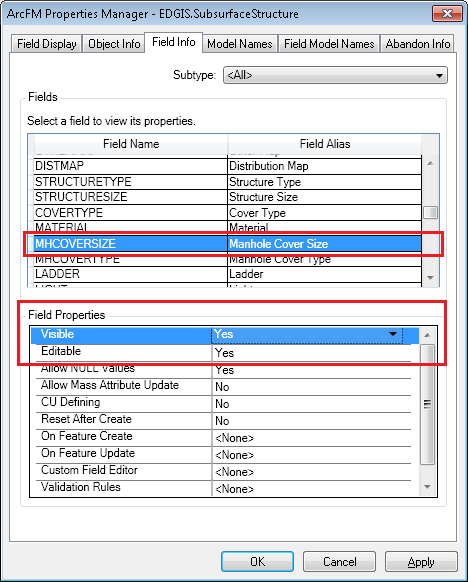 ArcFM Properties Manager - EDGIS.SubsurfaceStructure
Field Display Object Info Field Info Model Names Field Model Names Abandon Info
Subtype: <All>
Fields
Select a field to view its properties.
Field Name Field Alias
DISTMAP Distribution Map
STRUCTURETYPE Structure Type
STRUCTURESIZE Structure Size
COVERTYPE Cover Type
MATERIAL Material
MHCOVERSIZE Manhole Cover Size
MHCOVERTYPE Manhole Cover Type
LADDER Ladder
Field Properties
Visible Yes
Editable Yes
Allow NULL Values Yes
Allow Mass Attribute Update No
CU Defining No
Reset After Create No
On Feature Create <None>
On Feature Update <None>
Custom Field Editor <None>
Validation Rules <None>
OK Cancel Apply